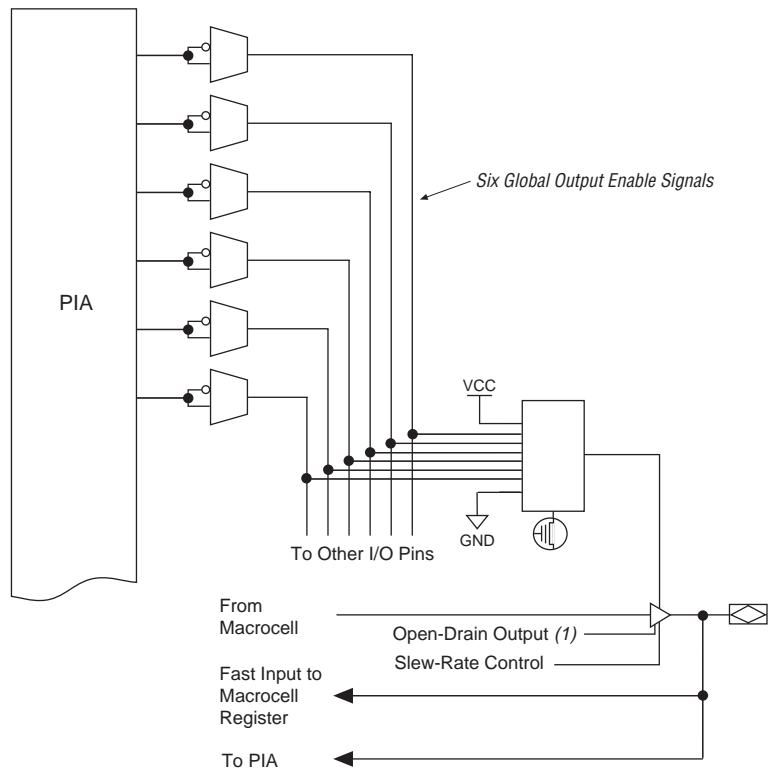 Six Global Output Enable Signals
PIA
VCC
GND
To Other I/O Pins
From
Macrocell
Open-Drain Output (1)
Slew-Rate Control
Fast Input to
Macrocell
Register
To PIA